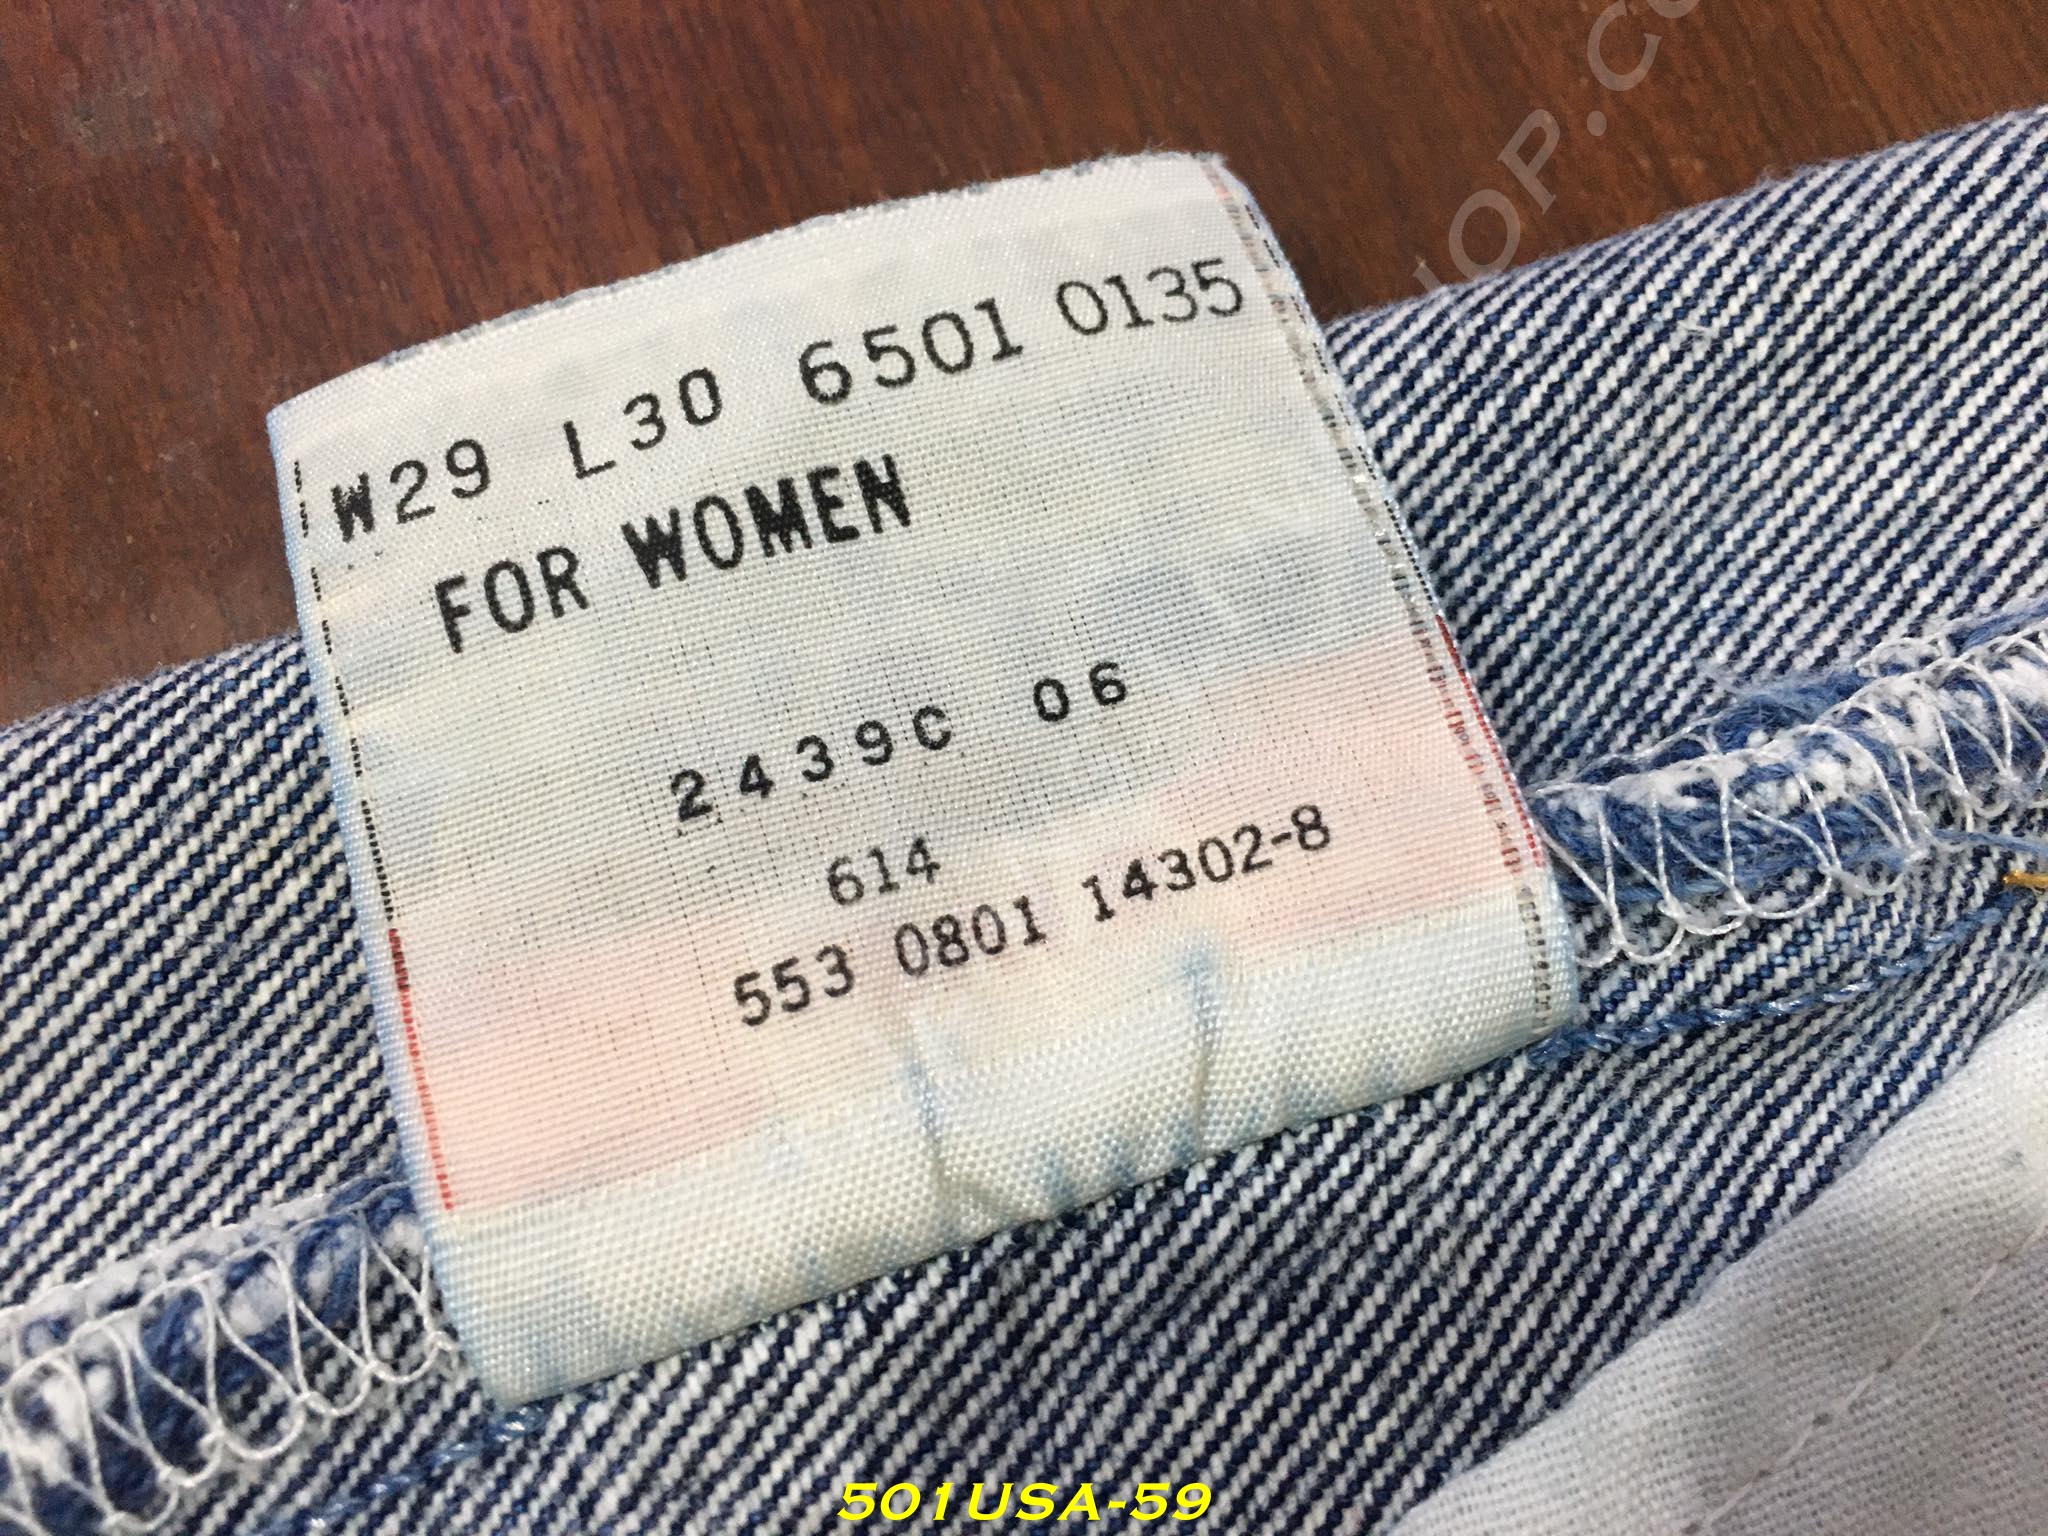 W29 L30 6501 0135
FOR WOMEN
2439C 06
614
553 0801 14302-8
501USA-59